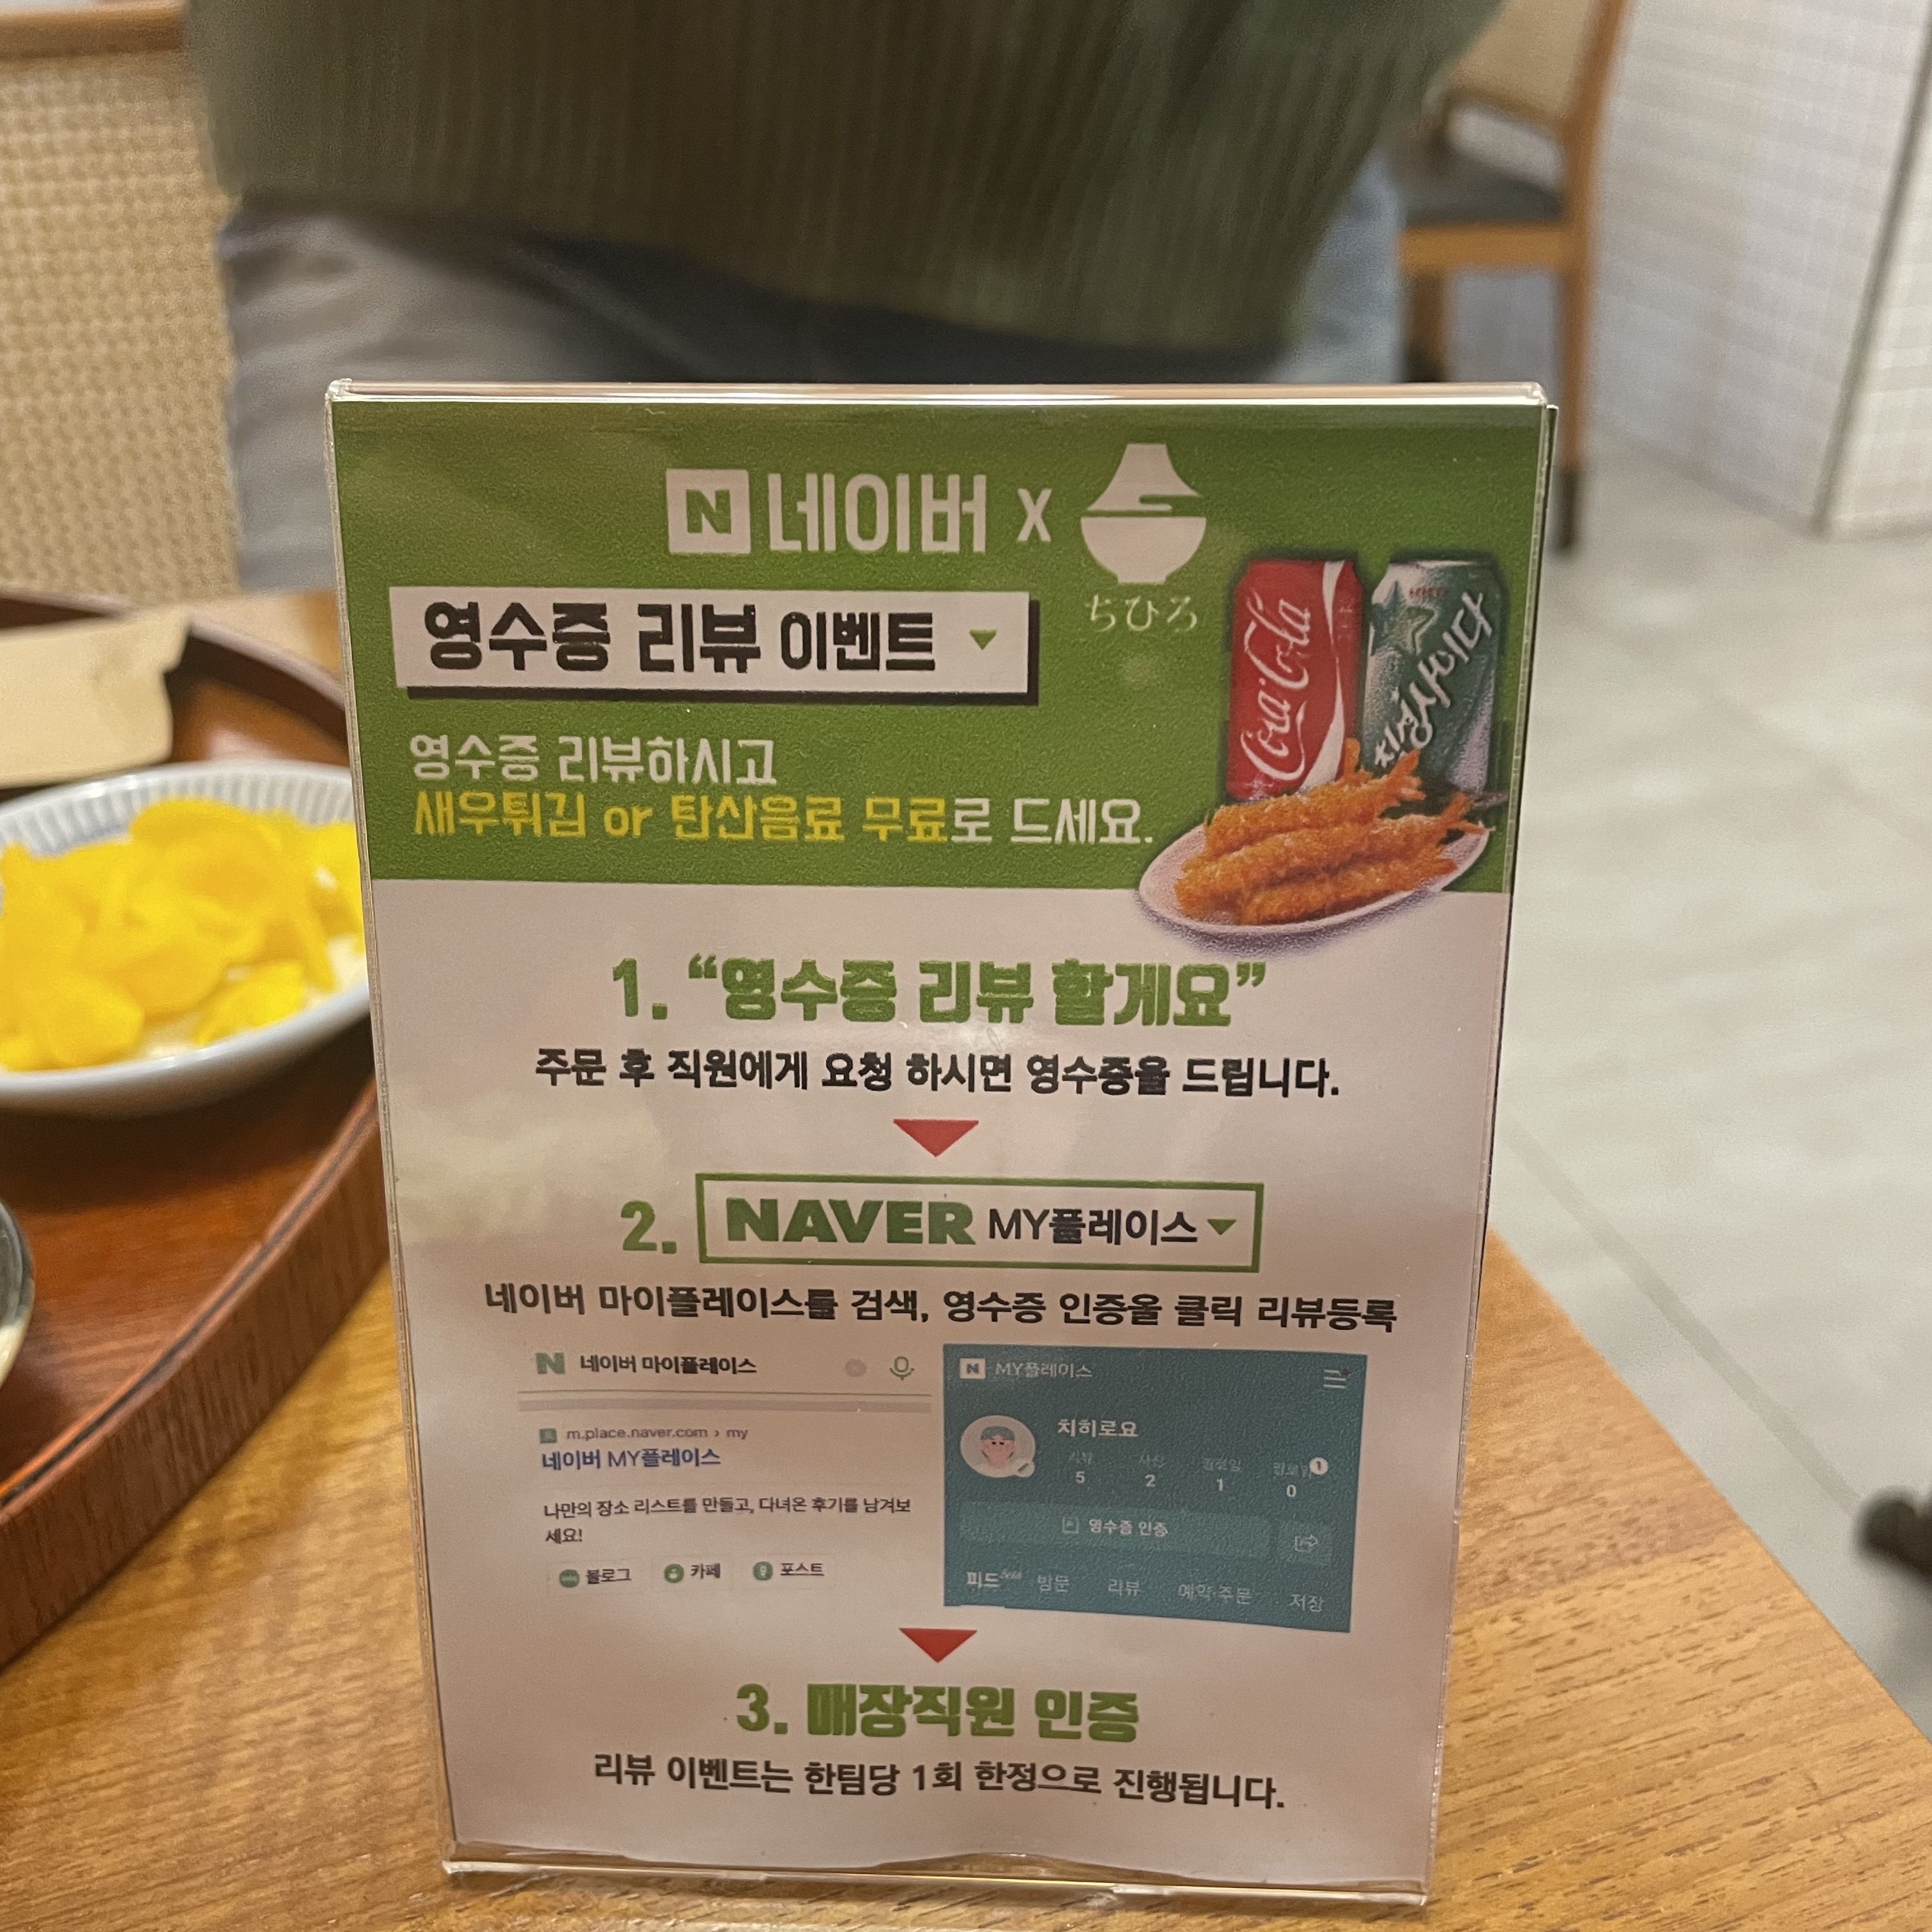 N 네이버 X
ちひろ
영수증 리뷰 이벤트
Coca-Cola
칠성사이다
영수증 리뷰하시고
새우튀김 or 탄산음료 무료로 드세요.
1. “영수증 리뷰 할게요”
주문 후 직원에게 요청 하시면 영수증을 드립니다.
2. NAVER MY플레이스
네이버 마이플레이스를 검색, 영수증 인증을 클릭 리뷰등록
N 네이버 마이플레이스
m.place.naver.com › my
네이버 MY플레이스
나만의 장소 리스트를 만들고, 다녀온 후기를 남겨보
세요!
블로그 카페 포스트
N MY플레이스
치히로요
리뷰 사진
1
5 2 1 0
영수증 인증
피드 방문 리뷰 예약·주문 저장
3. 매장직원 인증
리뷰 이벤트는 한팀당 1회 한정으로 진행됩니다.